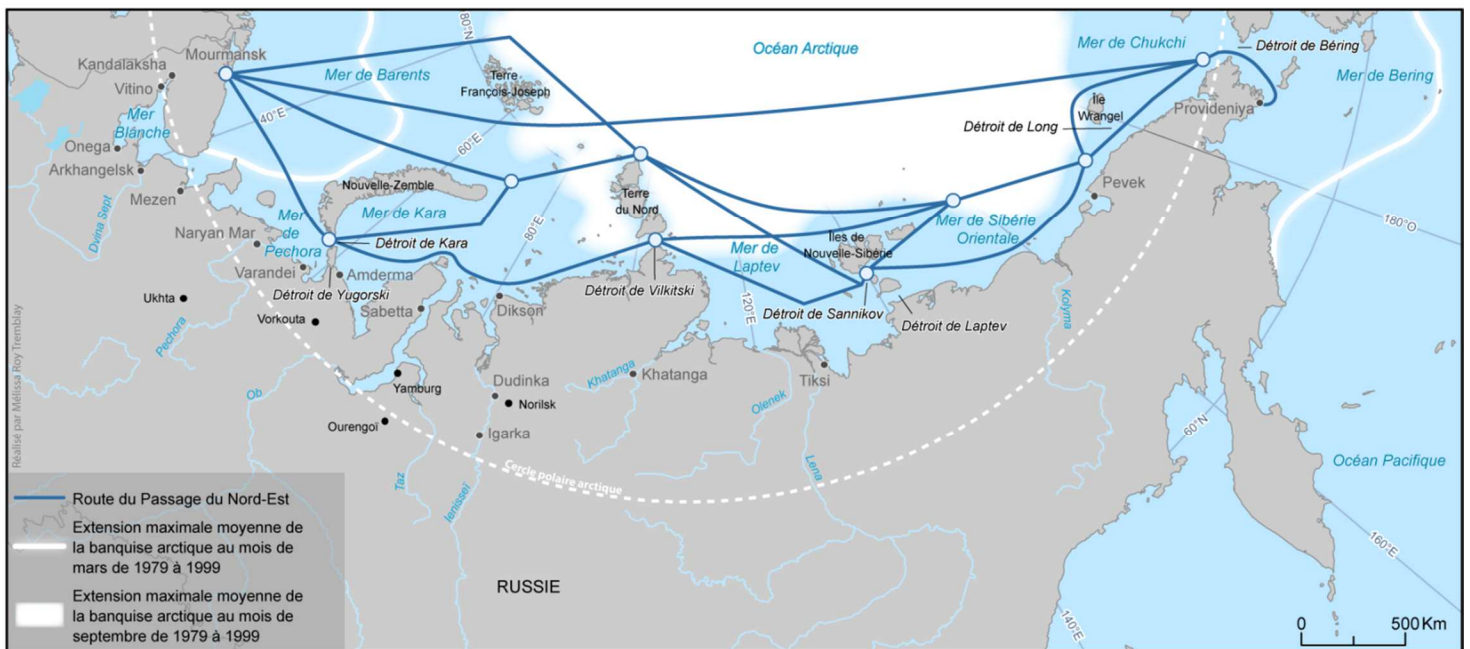 80°N
Océan Arctique
Mer de Chukchi
Détroit de Béring
Mourmansk
Kandalaksha
Vitino
Mer de Barents
Terre
François-Joseph
Mer de Bering
Île
Wrangel
Provideniya
40°E
60°E
Détroit de Long
Mer
Blanche
Onega
Arkhangelsk
Mezen
Dvina Sept
Nouvelle-Zemble
Mer de Kara
Terre
du Nord
Pevek
180°O
Mer
de
Pechora
Naryan Mar
Détroit de Kara
80°E
Mer de Sibérie
Orientale
Îles de
Nouvelle-Sibérie
Mer de
Laptev
Varandei
Amderma
Ukhta
Détroit de Yugorski
Vorkouta
Sabetta
Dikson
Détroit de Vilkitski
120°E
Détroit de Sannikov
Détroit de Laptev
Kolyma
Pechora
Ob
Yamburg
Ourengoï
Dudinka
Norilsk
Igarka
Khatanga
Khatanga
Olenek
Tiksi
Lena
Taz
Ienisseï
Cercle polaire arctique
60°N
Océan Pacifique
160°E
140°E
RUSSIE
Réalisé par Mélissa Roy Tremblay
Route du Passage du Nord-Est
Extension maximale moyenne de
la banquise arctique au mois de
mars de 1979 à 1999
Extension maximale moyenne de
la banquise arctique au mois de
septembre de 1979 à 1999
0 500 Km